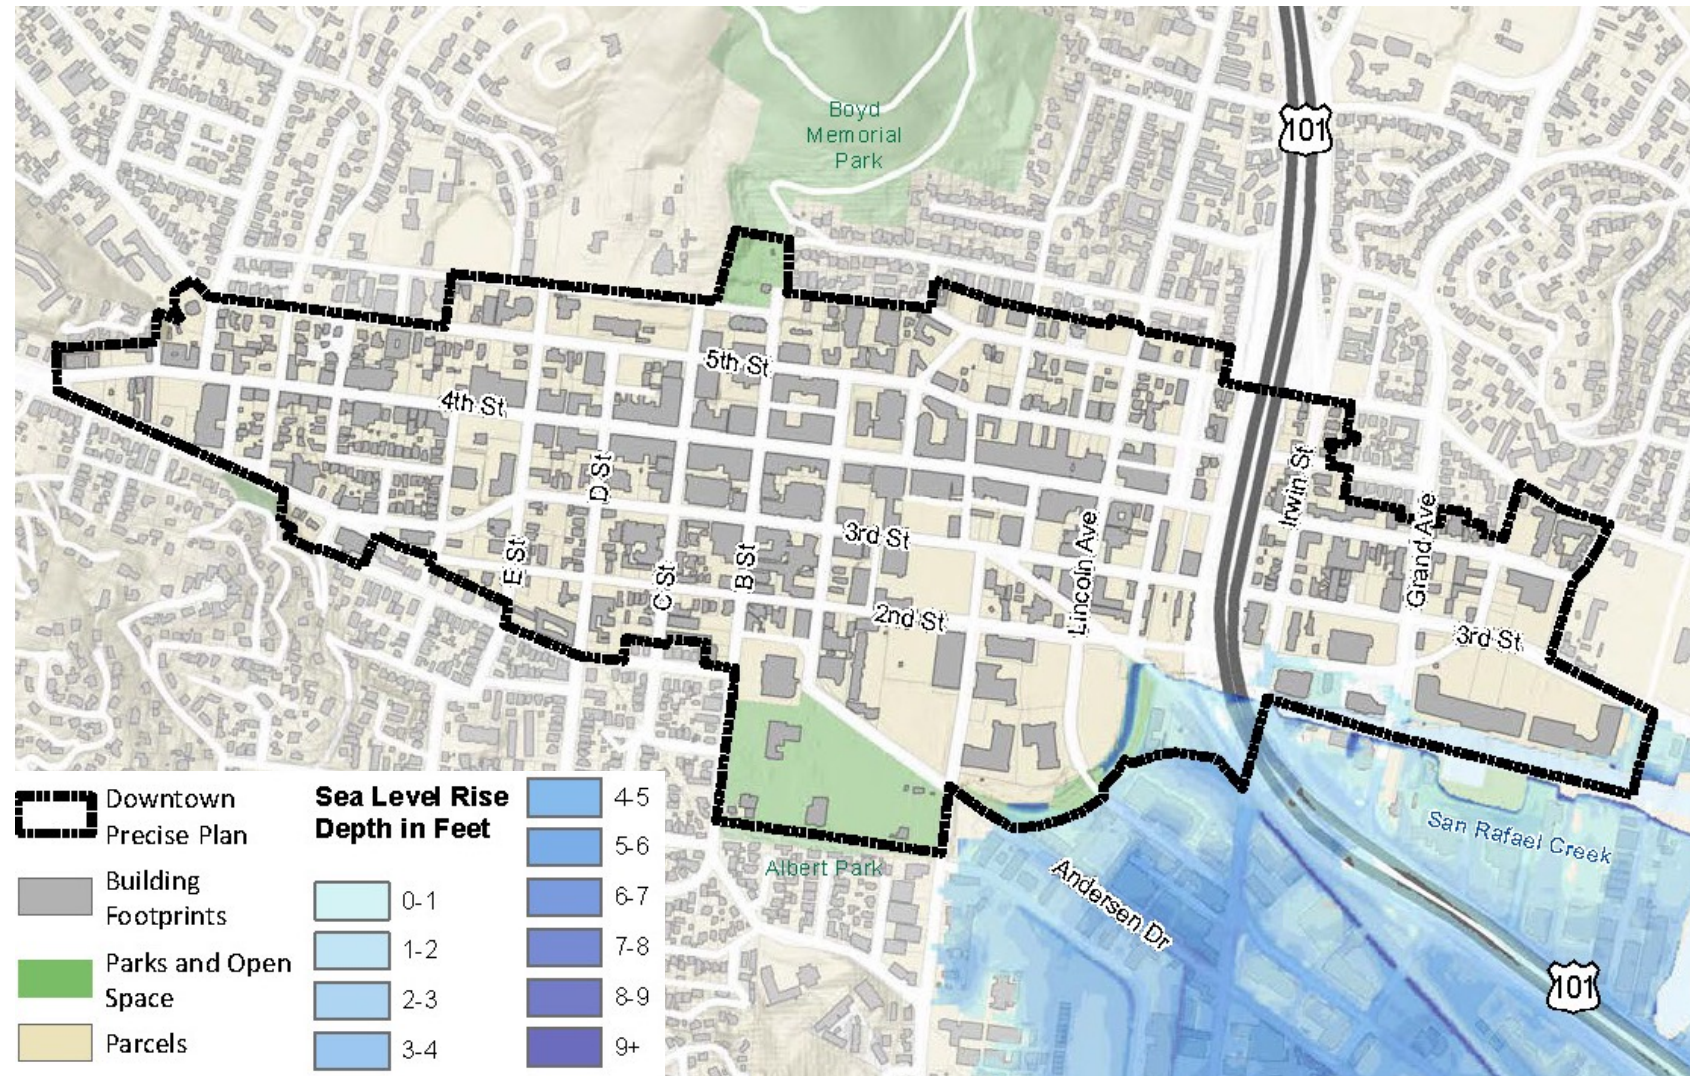 Boyd
Memorial
Park
101
5th St
4th St
D St
Irwin St
Grand Ave
3rd St
Lincoln Ave
E St
C St
B St
2nd St
3rd St
San Rafael Creek
Albert Park
Andersen Dr
101
Downtown
Precise Plan
Building
Footprints
Parks and Open
Space
Parcels
Sea Level Rise
Depth in Feet
0-1
1-2
2-3
3-4
4-5
5-6
6-7
7-8
8-9
9+